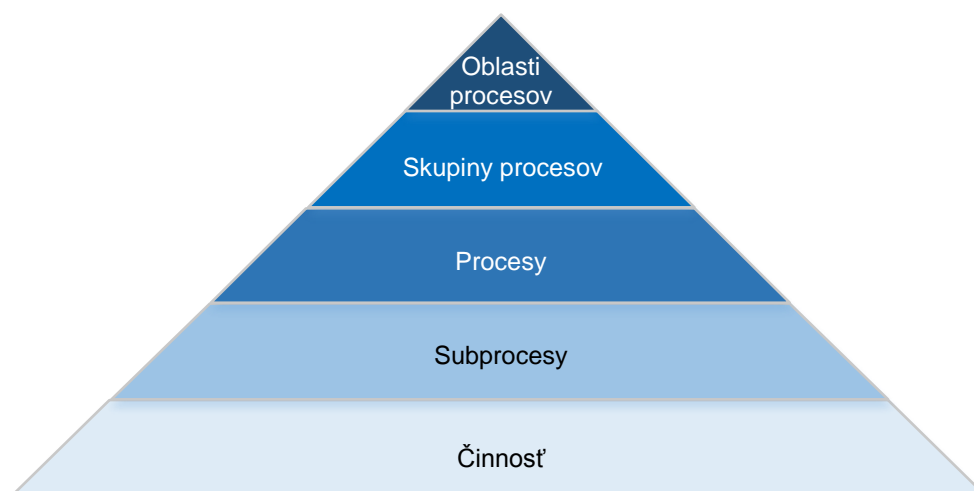 Oblasti
procesov
Skupiny procesov
Procesy
Subprocesy
Činnosť